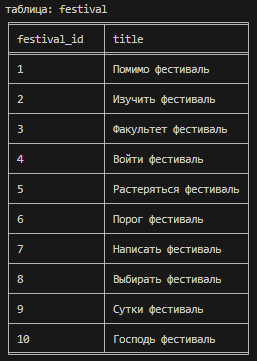 таблица: festival
festival_id title
1 Помимо фестиваль
2 Изучить фестиваль
3 Факультет фестиваль
4 Войти фестиваль
5 Растеряться фестиваль
6 Порог фестиваль
7 Написать фестиваль
8 Выбирать фестиваль
9 Сутки фестиваль
10 Господь фестиваль